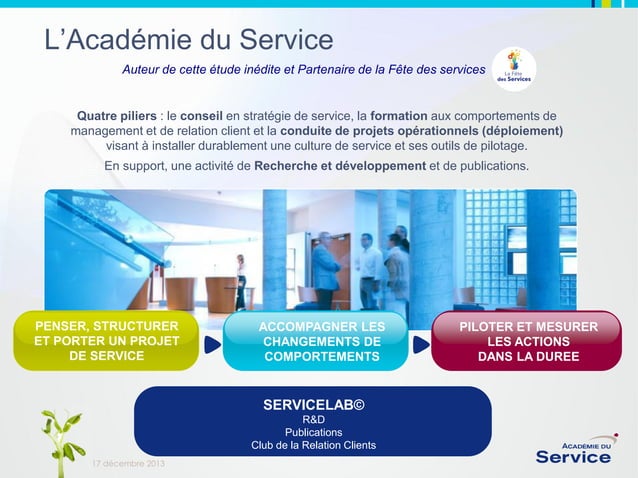 L'Académie du Service
Auteur de cette étude inédite et Partenaire de la Fête des services
La Fête
des Services
Quatre piliers : le conseil en stratégie de service, la formation aux comportements de
management et de relation client et la conduite de projets opérationnels (déploiement)
visant à installer durablement une culture de service et ses outils de pilotage.
En support, une activité de Recherche et développement et de publications.
PENSER, STRUCTURER
ET PORTER UN PROJET
DE SERVICE
ACCOMPAGNER LES
CHANGEMENTS DE
COMPORTEMENTS
PILOTER ET MESURER
LES ACTIONS
DANS LA DUREE
SERVICELAB©
R&D
Publications
Club de la Relation Clients
17 décembre 2013
ACADÉMIE DU
Service